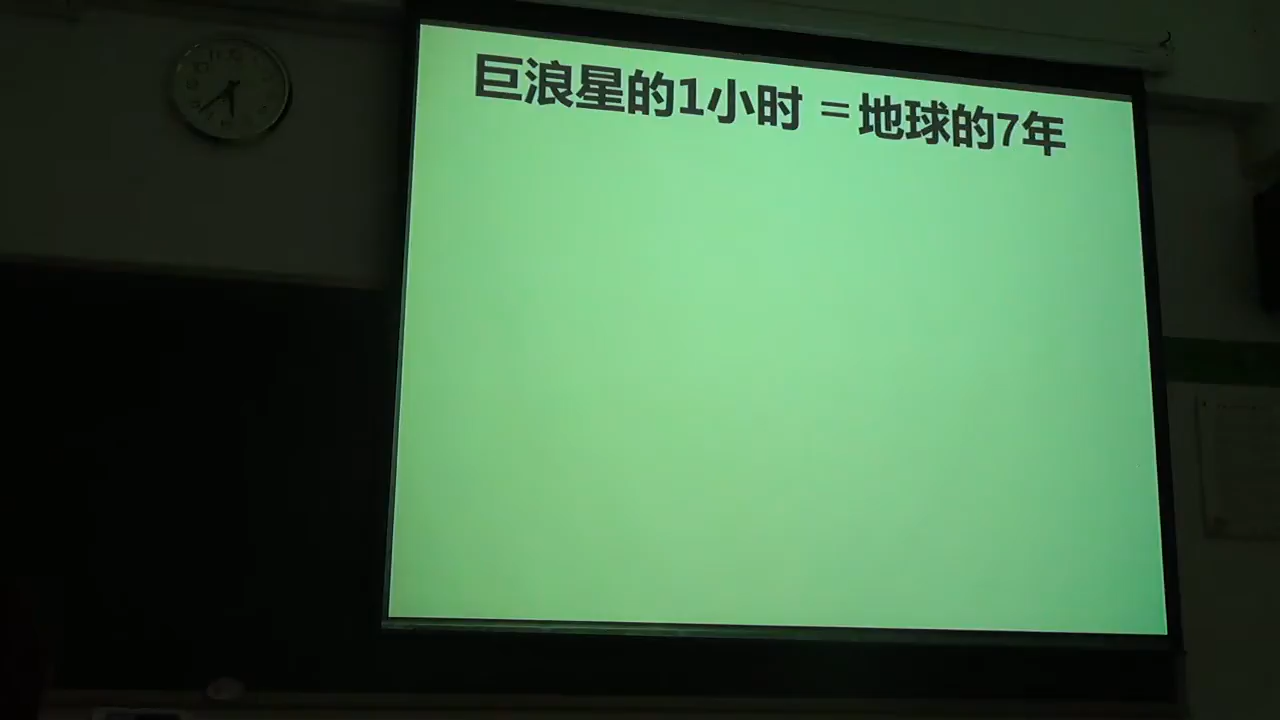 巨浪星的1小时 = 地球的7年